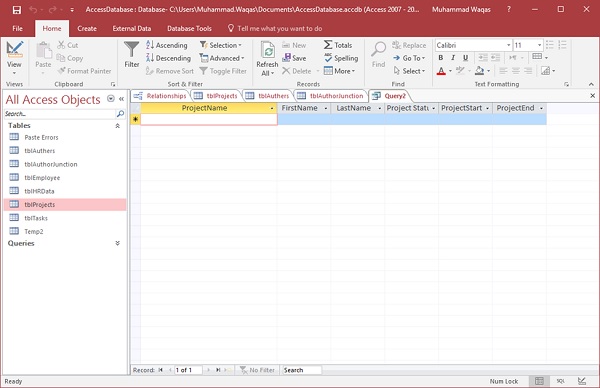 AccessDatabase : Database- C:\Users\Muhammad.Waqas\Documents\AccessDatabase.accdb (Access 2007 - 20... Muhammad Waqas ?
File Home Create External Data Database Tools Tell me what you want to do
View Paste Cut Copy Format Painter Filter Ascending Descending Remove Sort Selection Advanced Toggle Filter Refresh All New Save Delete Totals Spelling More Find Replace Go To Select Calibri 11 B I U A
Views Clipboard Sort & Filter Records Find Text Formatting
All Access Objects
Search...
Relationships tblProjects tblAuthers tblAuthorJunction Query2
ProjectName FirstName LastName Project Statu ProjectStart ProjectEnd
Tables
Paste Errors
tblAuthers
tblAuthorJunction
tblEmployee
tblHRData
tblProjects
tblTasks
Temp2
Queries
Record: 1 of 1 No Filter Search
Ready Num Lock SQL